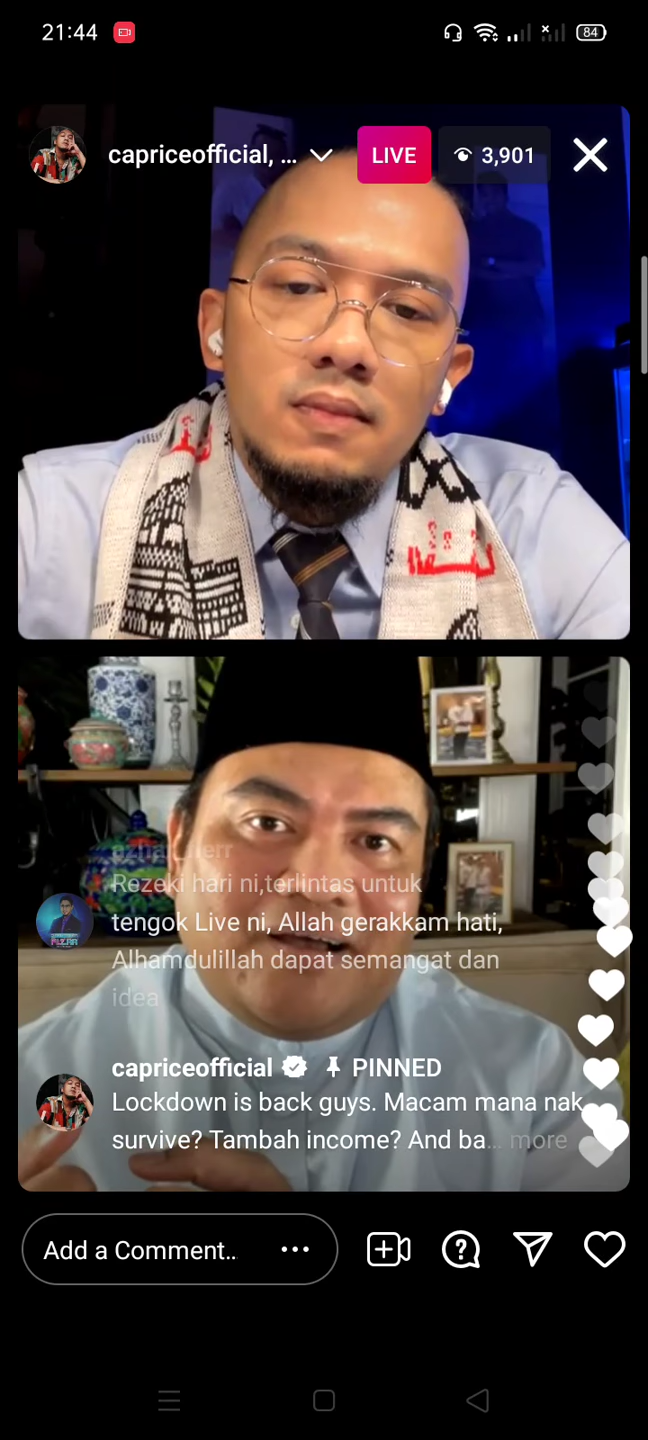 21:44
84
capriceofficial, ...
LIVE
3,901
azhar_nerr
Rezeki hari ni,terlintas untuk
tengok Live ni, Allah gerakkam hati,
Alhamdulillah dapat semangat dan
idea
capriceofficial PINNED
Lockdown is back guys. Macam mana nak
survive? Tambah income? And ba... more
Add a Comment..